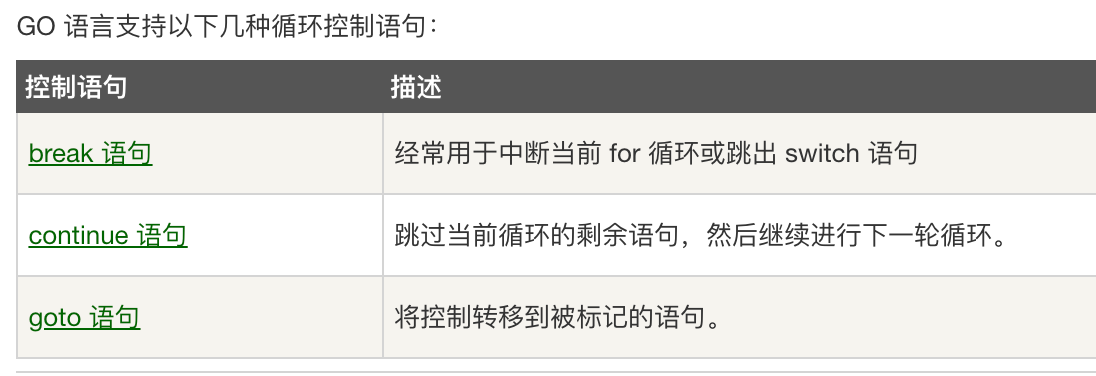 GO 语言支持以下几种循环控制语句：
控制语句 描述
break 语句 经常用于中断当前 for 循环或跳出 switch 语句
continue 语句 跳过当前循环的剩余语句，然后继续进行下一轮循环。
goto 语句 将控制转移到被标记的语句。